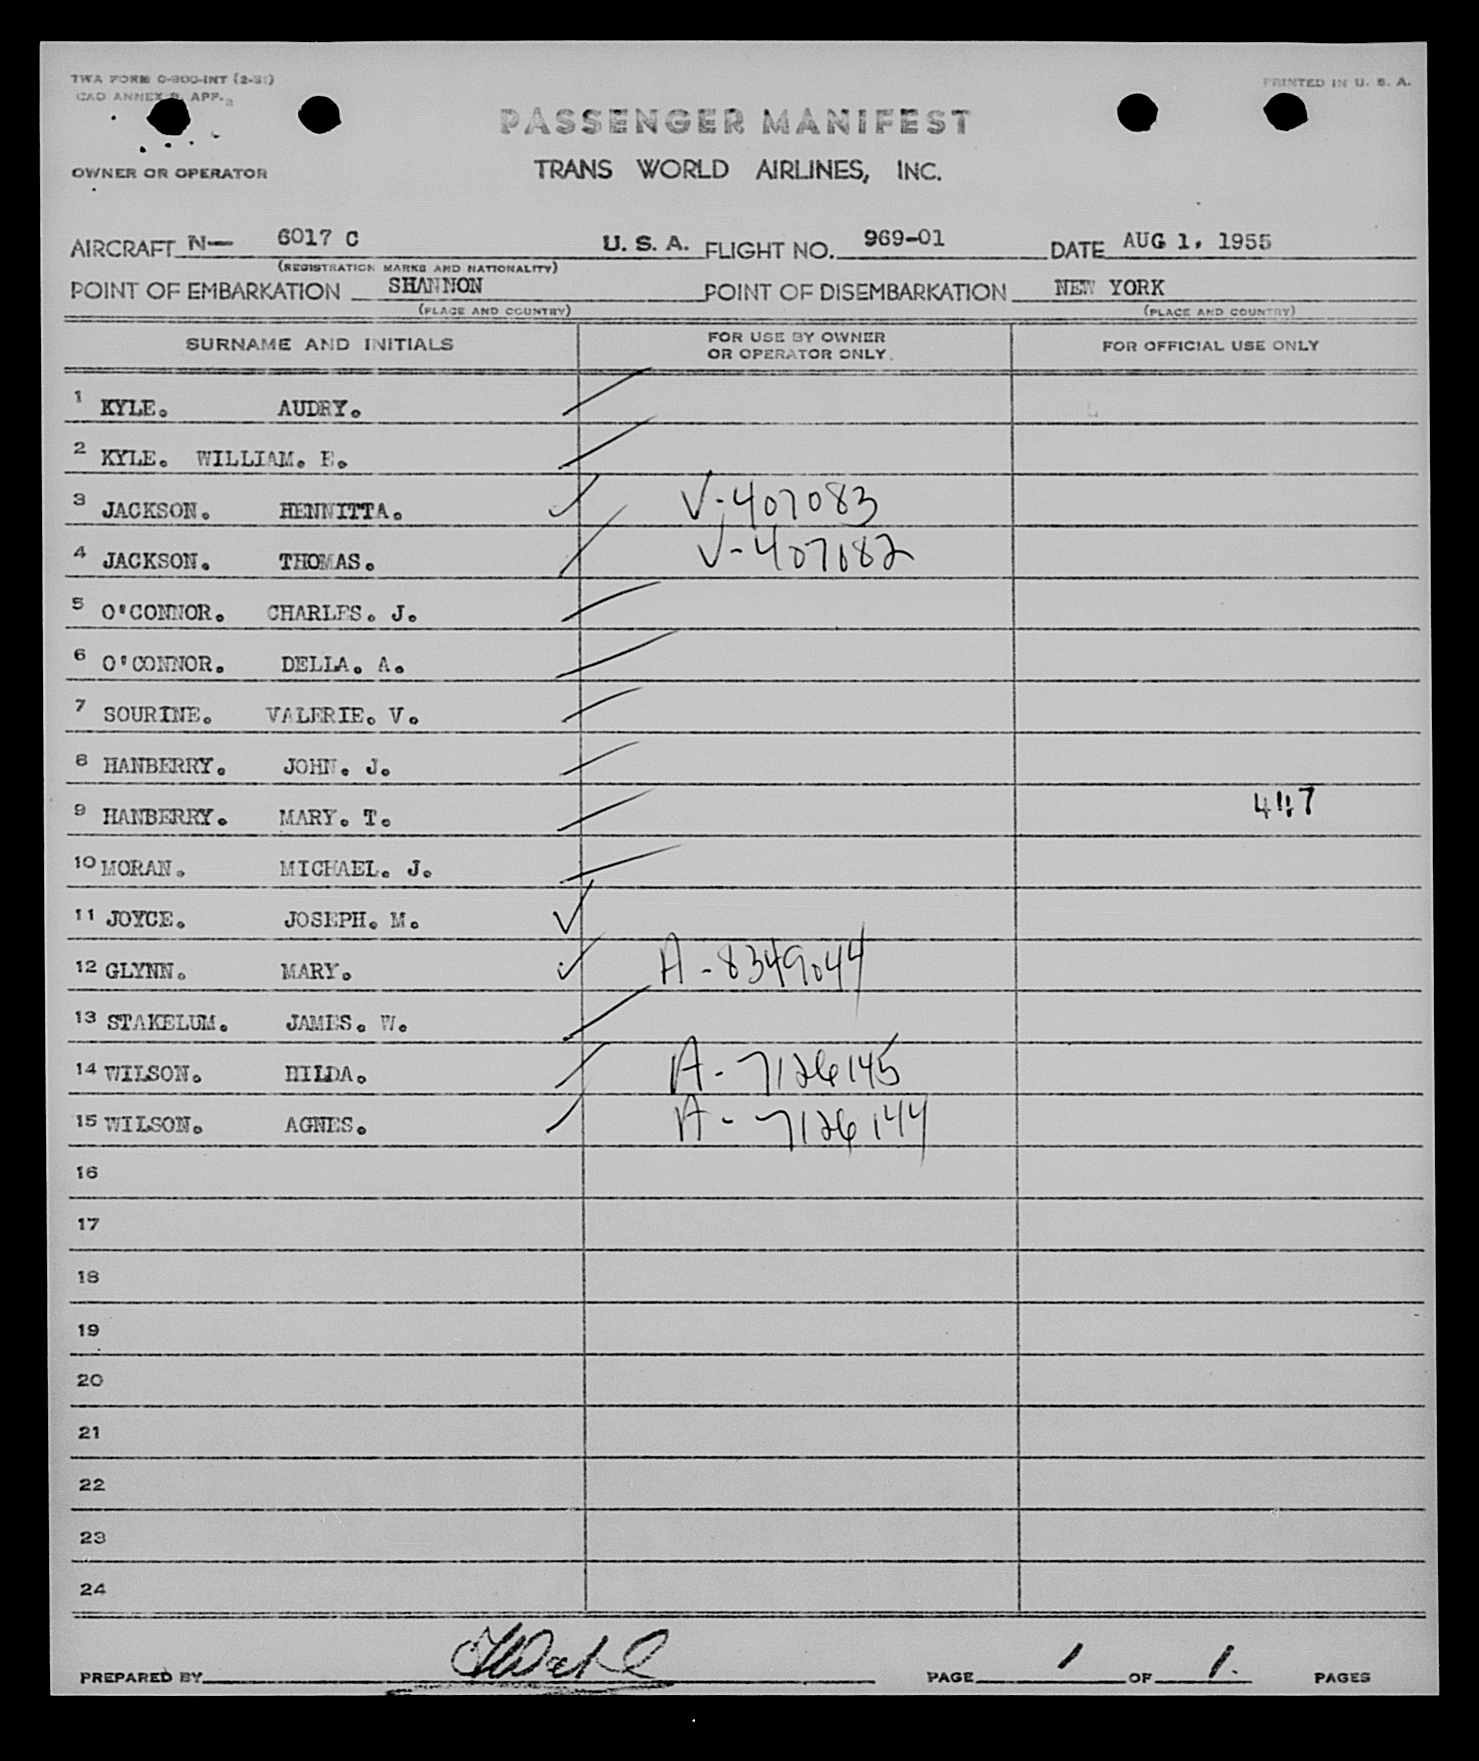 TWA FORM O-800-INT (2-51)
CAO ANNEX 9, APP. 2
PRINTED IN U. S. A.
PASSENGER MANIFEST
OWNER OR OPERATOR
TRANS WORLD AIRLINES, INC.
AIRCRAFT N— 6017 C U. S. A. FLIGHT NO. 969-01 DATE AUG 1, 1955
(REGISTRATION MARKS AND NATIONALITY)
POINT OF EMBARKATION SHANNON POINT OF DISEMBARKATION NEW YORK
(PLACE AND COUNTRY) (PLACE AND COUNTRY)
SURNAME AND INITIALS FOR USE BY OWNER OR OPERATOR ONLY. FOR OFFICIAL USE ONLY
1 KYLE. AUDRY.
2 KYLE. WILLIAM. E.
3 JACKSON. HENNITTA. V-407083
4 JACKSON. THOMAS. V-407082
5 O'CONNOR. CHARLES. J.
6 O'CONNOR. DELLA. A.
7 SOURINE. VALERIE. V.
8 HANBERRY. JOHN. J.
9 HANBERRY. MARY. T.
10 MORAN. MICHAEL. J.
11 JOYCE. JOSEPH. M.
12 GLYNN. MARY. A-8349044
13 STAKELUM. JAMES. W.
14 WILSON. HILDA. A-7126145
15 WILSON. AGNES. A-7126144
16
17
18
19
20
21
22
23
24
PREPARED BY PAGE 1 OF 1. PAGES